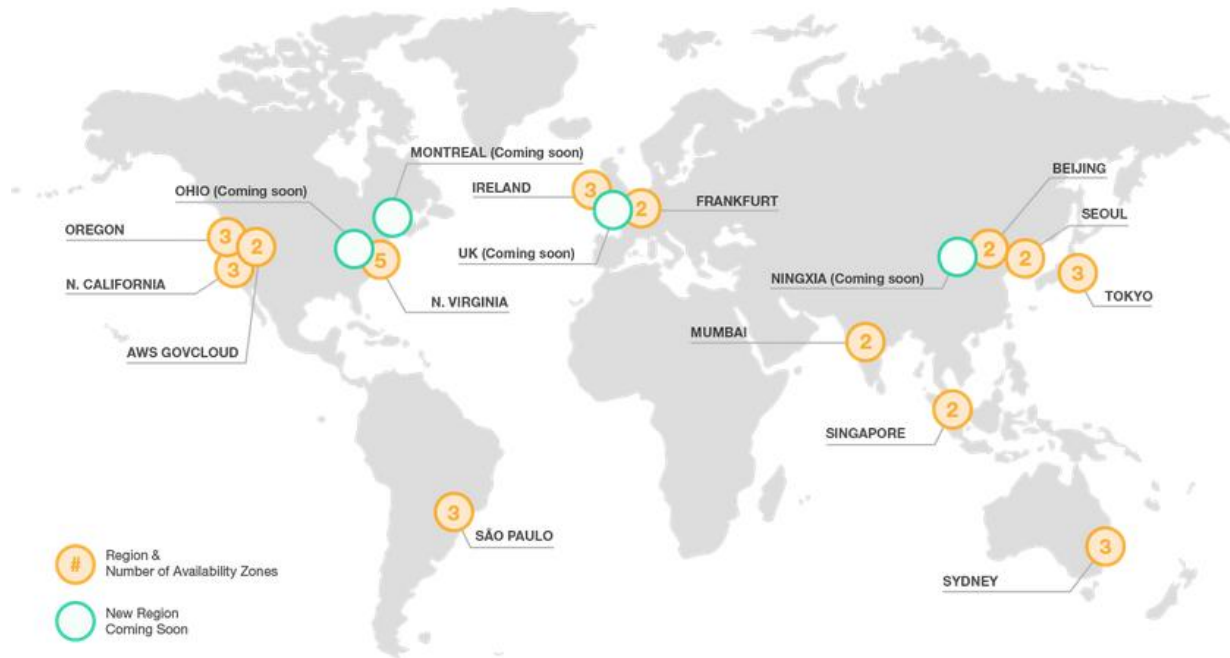 MONTREAL (Coming soon)
OHIO (Coming soon)
OREGON
3
2
3
N. CALIFORNIA
AWS GOVCLOUD
5
N. VIRGINIA
IRELAND
3
2
FRANKFURT
UK (Coming soon)
BEIJING
SEOUL
2
2
NINGXIA (Coming soon)
3
TOKYO
MUMBAI
2
2
SINGAPORE
3
SÃO PAULO
3
SYDNEY
#
Region &
Number of Availability Zones
New Region
Coming Soon